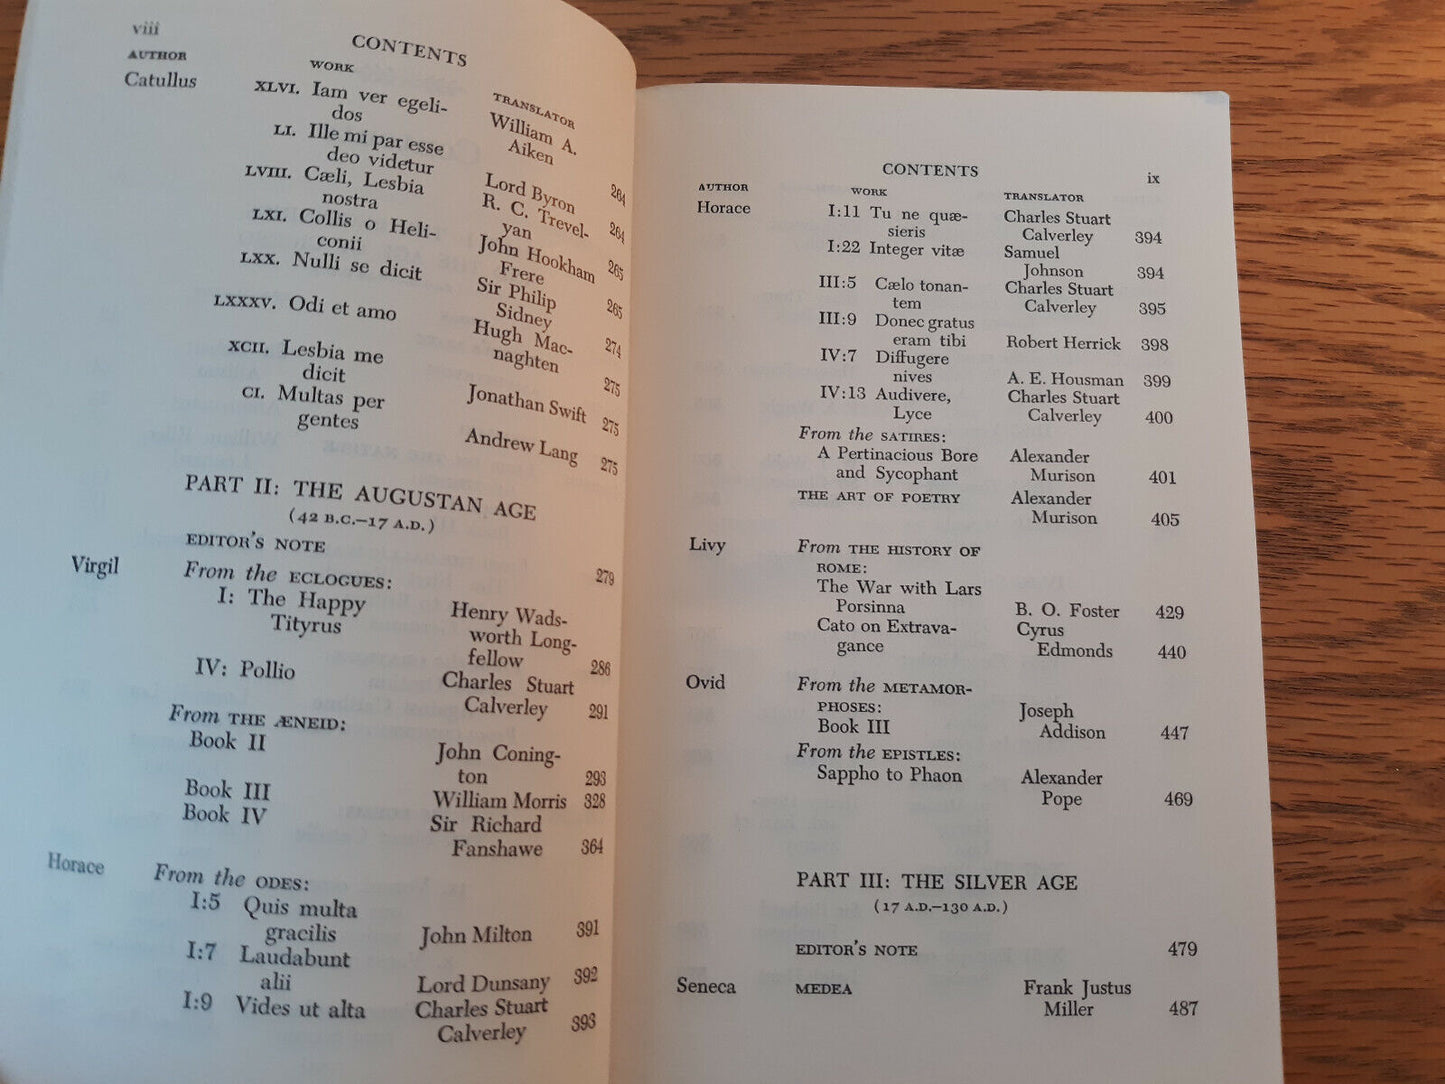 viii
CONTENTS
AUTHOR WORK TRANSLATOR
Catullus XLVI. Iam ver egeli-
dos William A.
Aiken 264
LI. Ille mi par esse
deo videtur Lord Byron 264
LVIII. Cæli, Lesbia
nostra R. C. Trevel-
yan 265
LXI. Collis o Heli-
conii John Hookham
Frere 265
LXX. Nulli se dicit Sir Philip
Sidney 274
LXXXV. Odi et amo Hugh Mac-
naghten 275
XCII. Lesbia me
dicit Jonathan Swift 275
CI. Multas per
gentes Andrew Lang 275
PART II: THE AUGUSTAN AGE
(42 B.C.–17 A.D.)
EDITOR'S NOTE 279
Virgil From the ECLOGUES:
I: The Happy
Tityrus Henry Wads-
worth Long-
fellow 286
IV: Pollio Charles Stuart
Calverley 291
From THE ÆNEID:
Book II John Coning-
ton 293
Book III William Morris 328
Book IV Sir Richard
Fanshawe 364
Horace From the ODES:
I:5 Quis multa
gracilis John Milton 391
I:7 Laudabunt
alii Lord Dunsany 392
I:9 Vides ut alta Charles Stuart
Calverley 393
CONTENTS ix
AUTHOR WORK TRANSLATOR
Horace I:11 Tu ne quæ-
sieris Charles Stuart
Calverley 394
I:22 Integer vitæ Samuel
Johnson 394
III:5 Cælo tonan-
tem Charles Stuart
Calverley 395
III:9 Donec gratus
eram tibi Robert Herrick 398
IV:7 Diffugere
nives A. E. Housman 399
IV:13 Audivere,
Lyce Charles Stuart
Calverley 400
From the SATIRES:
A Pertinacious Bore
and Sycophant Alexander
Murison 401
THE ART OF POETRY Alexander
Murison 405
Livy From THE HISTORY OF
ROME:
The War with Lars
Porsinna B. O. Foster 429
Cato on Extrava-
gance Cyrus
Edmonds 440
Ovid From the METAMOR-
PHOSES:
Book III Joseph
Addison 447
From the EPISTLES:
Sappho to Phaon Alexander
Pope 469
PART III: THE SILVER AGE
(17 A.D.–130 A.D.)
EDITOR'S NOTE 479
Seneca MEDEA Frank Justus
Miller 487